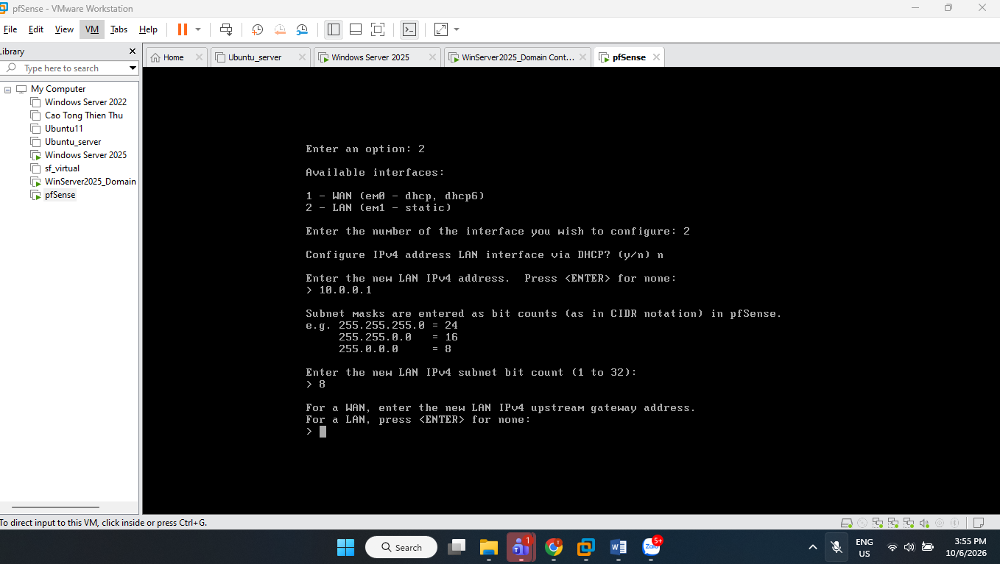 pfSense - VMware Workstation
File Edit View VM Tabs Help
Library
Type here to search
Home
Ubuntu_server
Windows Server 2025
WinServer2025_Domain Cont...
pfSense
My Computer
Windows Server 2022
Cao Tong Thien Thu
Ubuntu11
Ubuntu_server
Windows Server 2025
sf_virtual
WinServer2025_Domain
pfSense
Enter an option: 2
Available interfaces:
1 - WAN (em0 - dhcp, dhcp6)
2 - LAN (em1 - static)
Enter the number of the interface you wish to configure: 2
Configure IPv4 address LAN interface via DHCP? (y/n) n
Enter the new LAN IPv4 address.  Press <ENTER> for none:
> 10.0.0.1
Subnet masks are entered as bit counts (as in CIDR notation) in pfSense.
e.g. 255.255.255.0 = 24
     255.255.0.0   = 16
     255.0.0.0     = 8
Enter the new LAN IPv4 subnet bit count (1 to 32):
> 8
For a WAN, enter the new LAN IPv4 upstream gateway address.
For a LAN, press <ENTER> for none:
>
To direct input to this VM, click inside or press Ctrl+G.
Search
1
T
W
Zalo
5+
ENG
US
3:55 PM
10/6/2026